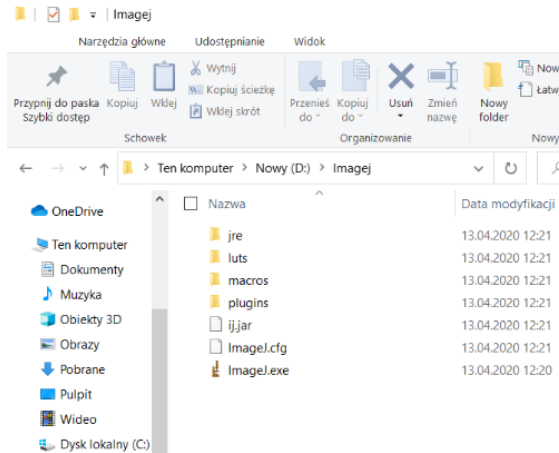 Imagej
Narzędzia główne Udostępnianie Widok
Przypnij do paska Szybki dostęp
Kopiuj
Wklej
Wytnij
Kopiuj ścieżkę
Wklej skrót
Przenieś do
Kopiuj do
Usuń
Zmień nazwę
Nowy folder
Now
Łatw
Schowek Organizowanie Nowy
Ten komputer > Nowy (D:) > Imagej
Nazwa Data modyfikacji
OneDrive
Ten komputer
Dokumenty
Muzyka
Obiekty 3D
Obrazy
Pobrane
Pulpit
Wideo
Dysk lokalny (C:)
jre 13.04.2020 12:21
luts 13.04.2020 12:21
macros 13.04.2020 12:21
plugins 13.04.2020 12:21
ij.jar 13.04.2020 12:21
ImageJ.cfg 13.04.2020 12:21
ImageJ.exe 13.04.2020 12:20